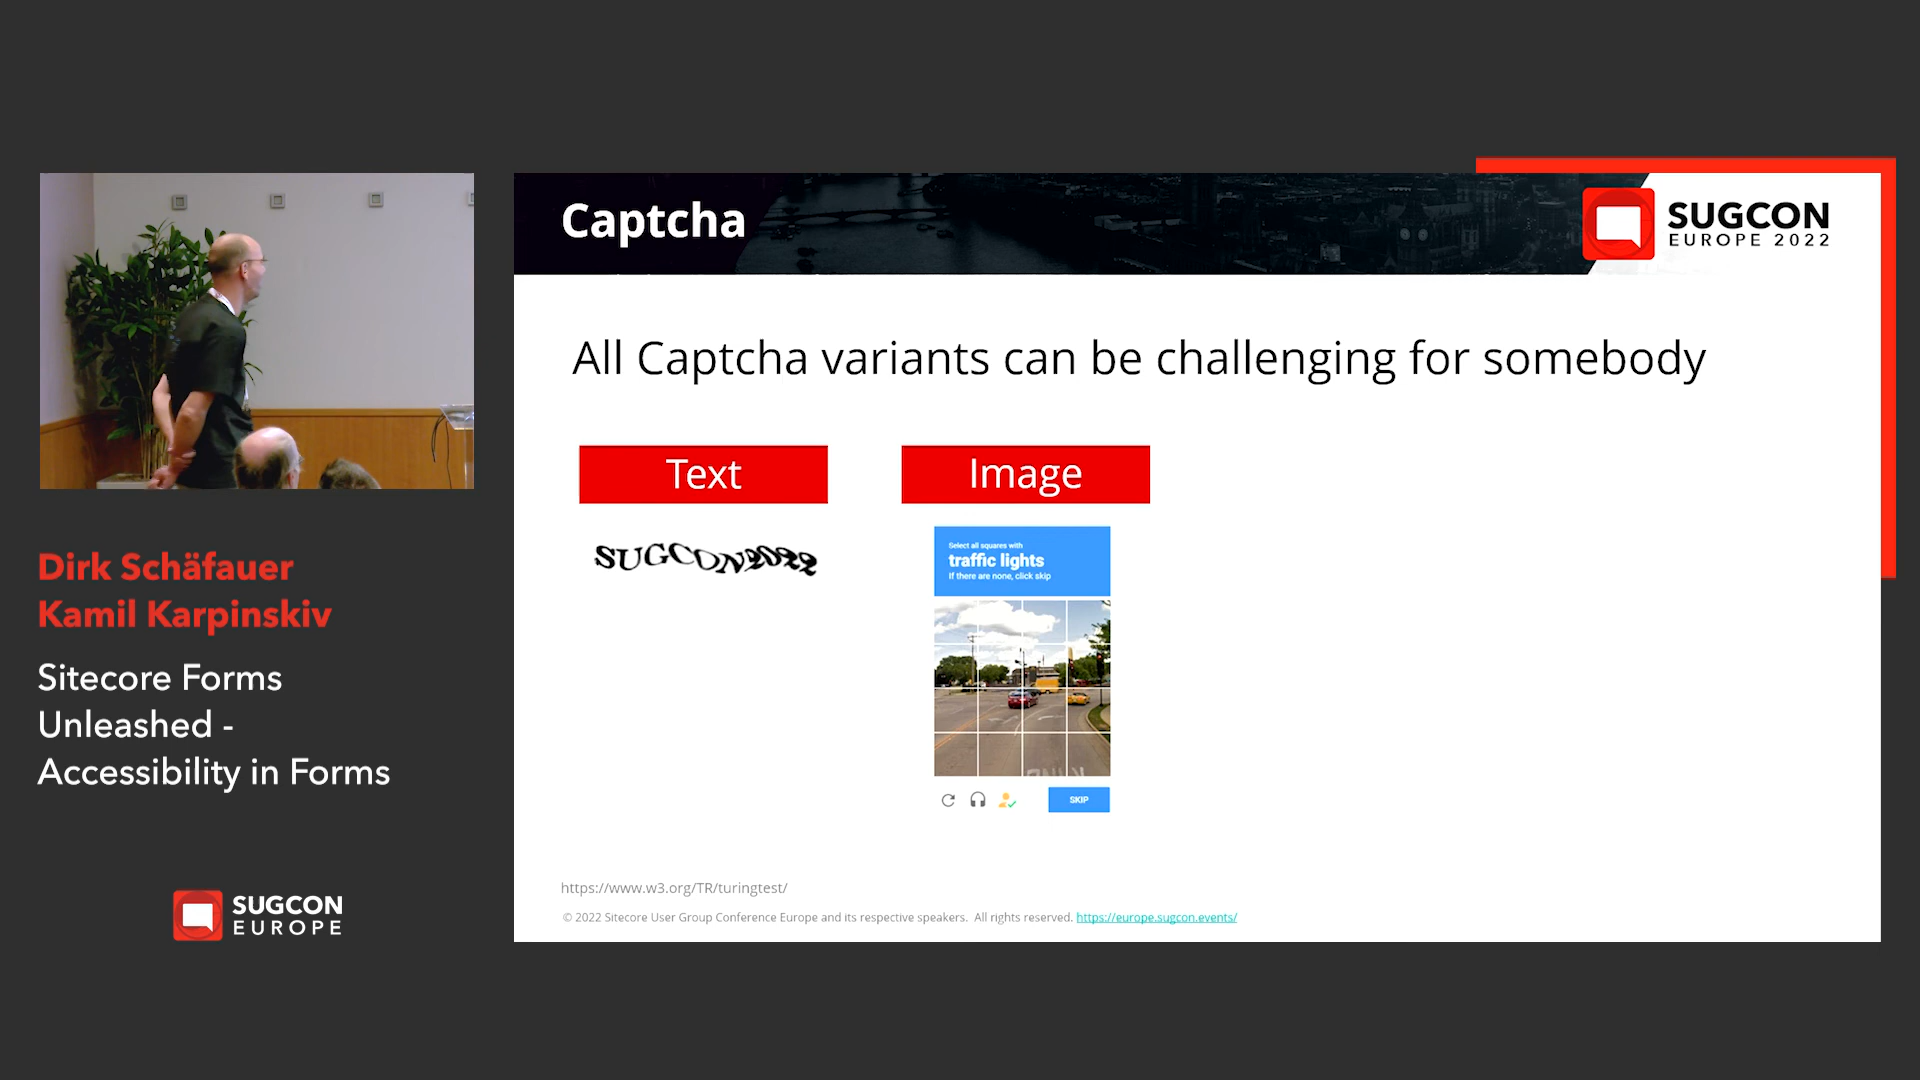 Captcha
SUGCON
EUROPE 2022
All Captcha variants can be challenging for somebody
Text
Image
SUGCON2022
Select all squares with
traffic lights
If there are none, click skip
SKIP
https://www.w3.org/TR/turingtest/
© 2022 Sitecore User Group Conference Europe and its respective speakers. All rights reserved. https://europe.sugcon.events/
Dirk Schäfauer
Kamil Karpinskiv
Sitecore Forms
Unleashed -
Accessibility in Forms
SUGCON
EUROPE